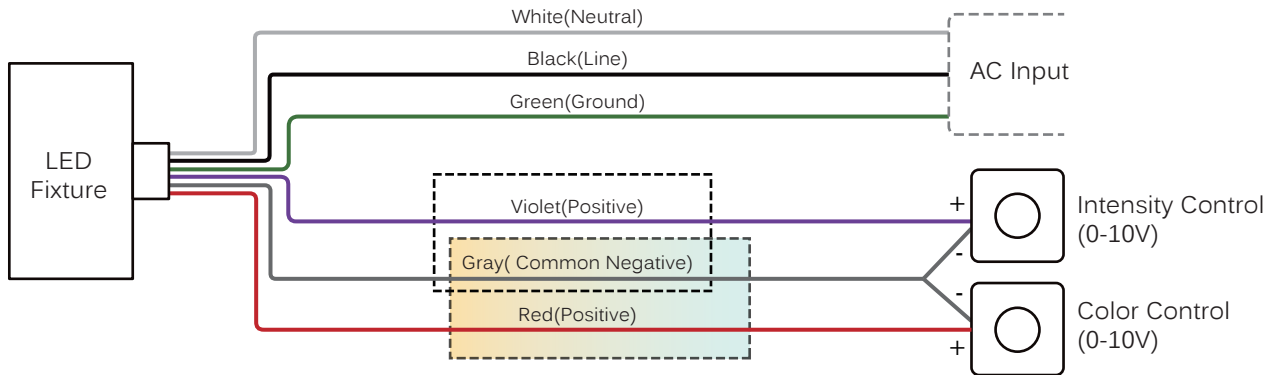 White(Neutral)
Black(Line)
AC Input
Green(Ground)
LED
Fixture
Violet(Positive)
+
Intensity Control
(0-10V)
-
Gray( Common Negative)
-
Red(Positive)
Color Control
(0-10V)
+